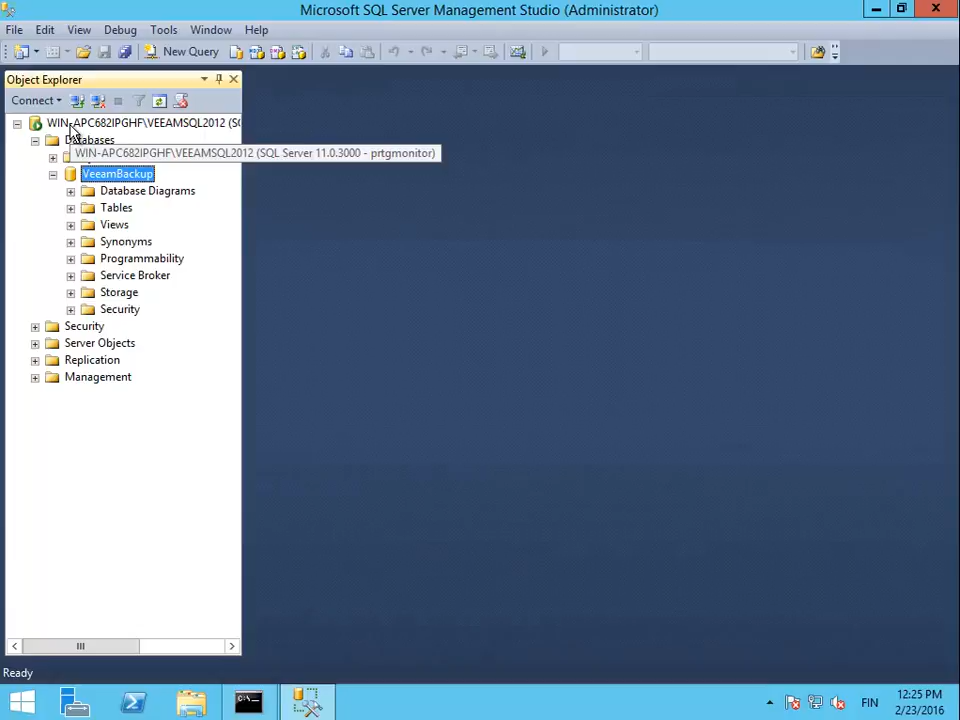 Microsoft SQL Server Management Studio (Administrator)
File Edit View Debug Tools Window Help
New Query
Object Explorer
Connect
WIN-APC682IPGHF\VEEAMSQL2012 (SQ
Databases
WIN-APC682IPGHF\VEEAMSQL2012 (SQL Server 11.0.3000 - prtgmonitor)
VeeamBackup
Database Diagrams
Tables
Views
Synonyms
Programmability
Service Broker
Storage
Security
Security
Server Objects
Replication
Management
Ready
FIN
12:25 PM
2/23/2016